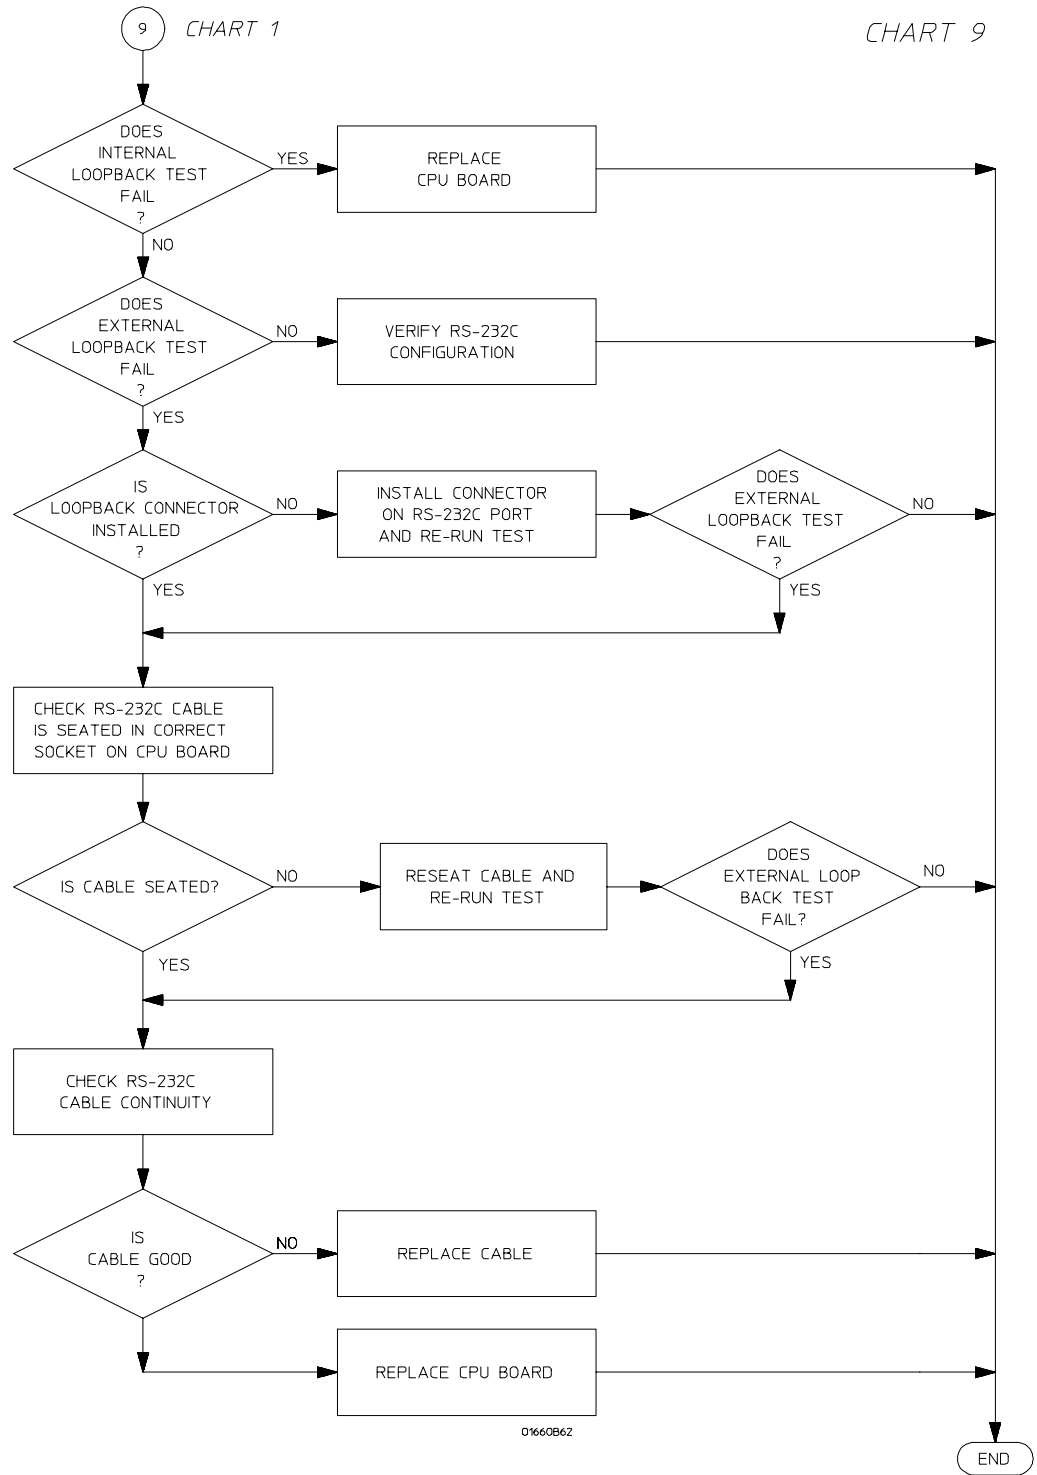 9 CHART 1
CHART 9
DOES
INTERNAL
LOOPBACK TEST
FAIL
?
YES
REPLACE
CPU BOARD
NO
DOES
EXTERNAL
LOOPBACK TEST
FAIL
?
NO
VERIFY RS-232C
CONFIGURATION
YES
IS
LOOPBACK CONNECTOR
INSTALLED
?
NO
INSTALL CONNECTOR
ON RS-232C PORT
AND RE-RUN TEST
DOES
EXTERNAL
LOOPBACK TEST
FAIL
?
NO
YES
YES
CHECK RS-232C CABLE
IS SEATED IN CORRECT
SOCKET ON CPU BOARD
IS CABLE SEATED?
NO
RESEAT CABLE AND
RE-RUN TEST
DOES
EXTERNAL LOOP
BACK TEST
FAIL?
NO
YES
YES
CHECK RS-232C
CABLE CONTINUITY
IS
CABLE GOOD
?
NO
REPLACE CABLE
REPLACE CPU BOARD
01660B62
END